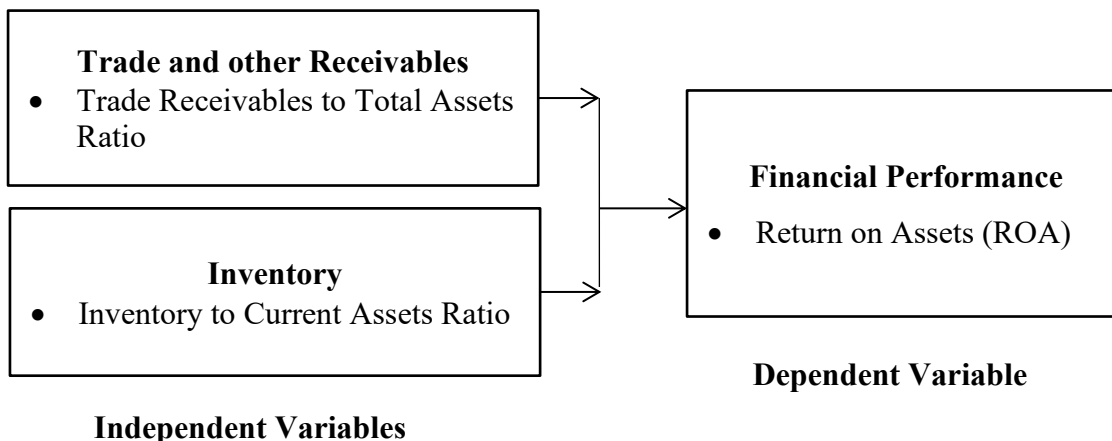 Trade and other Receivables
• Trade Receivables to Total Assets
Ratio
Inventory
• Inventory to Current Assets Ratio
Independent Variables
Financial Performance
• Return on Assets (ROA)
Dependent Variable